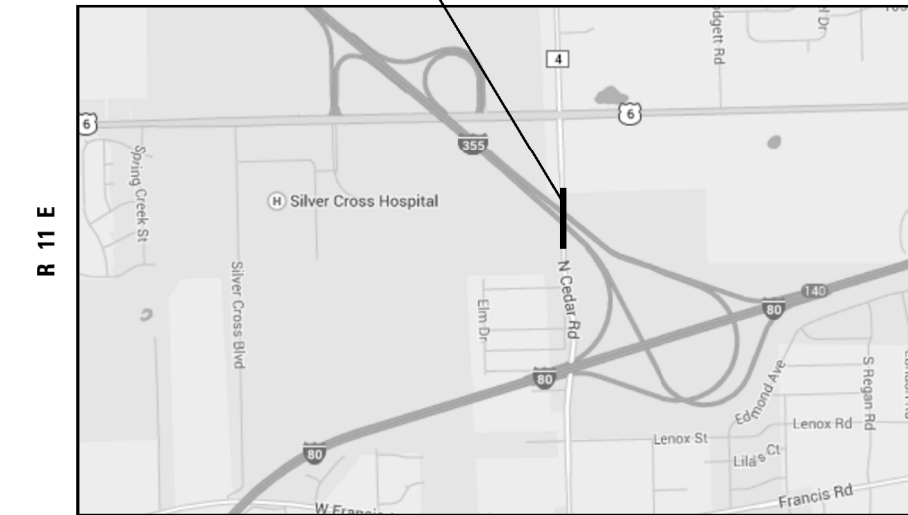 4
6
6
355
Spring Creek St
H Silver Cross Hospital
R 11 E
Silver Cross Blvd
Elm Dr
N Cedar Rd
140
80
80
80
Edmond Ave
S Regan Rd
Lenox Rd
Lenox St
Lila's Ct
Francis Rd